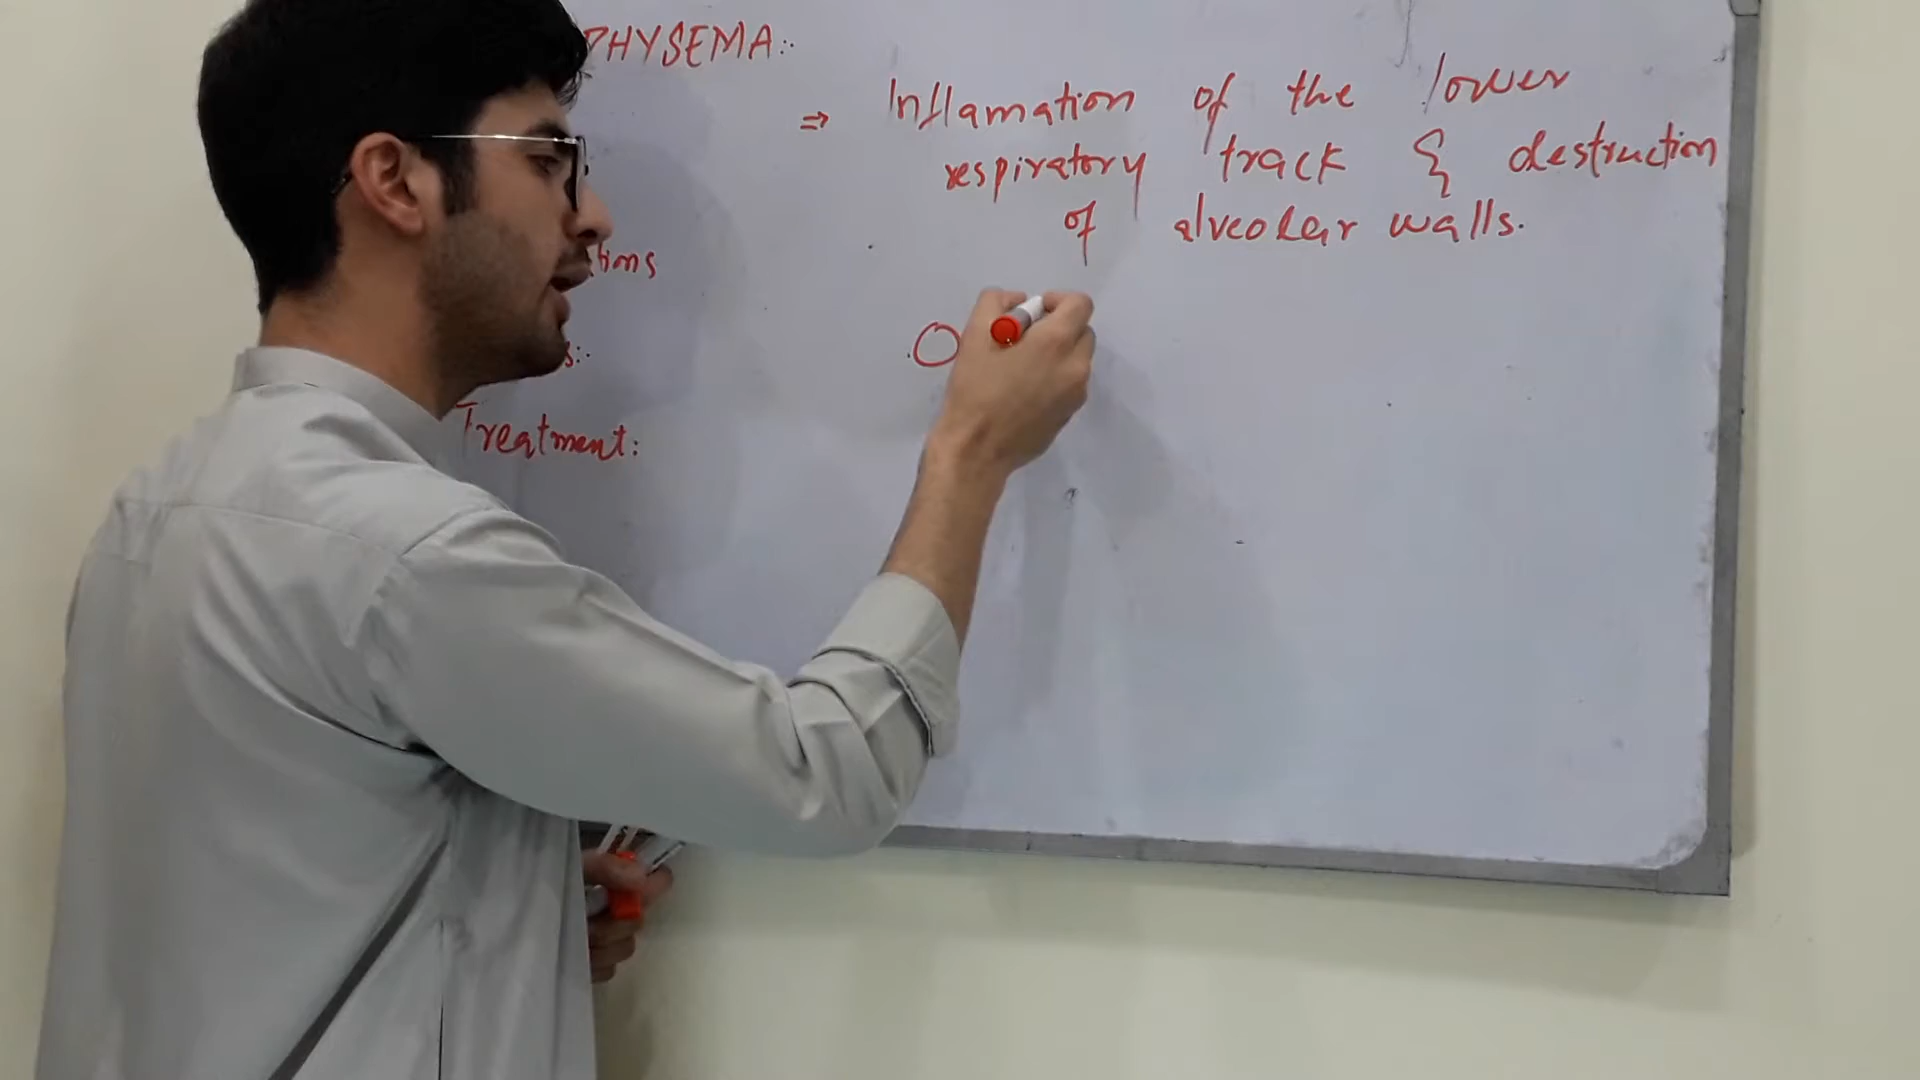 PHYSEMA:
⇒ Inflamation of the lower
respiratory track & destruction
of alveolar walls.
tions
s:
Treatment: